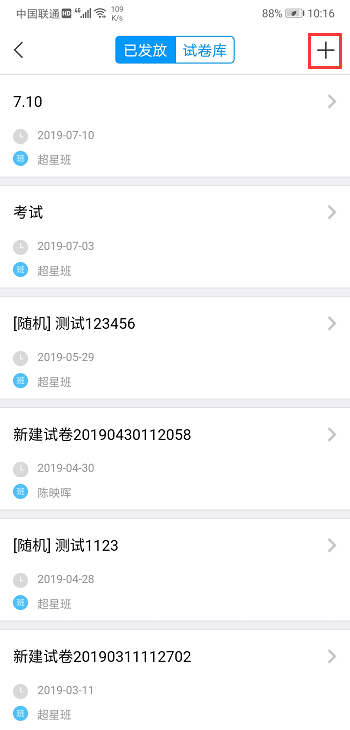 中国联通 HD 4G 109 K/s 88% 10:16
已发放 试卷库
7.10
2019-07-10
班 超星班
考试
2019-07-03
班 超星班
[随机] 测试123456
2019-05-29
班 超星班
新建试卷20190430112058
2019-04-30
班 陈映晖
[随机] 测试1123
2019-04-28
班 超星班
新建试卷20190311112702
2019-03-11
班 超星班